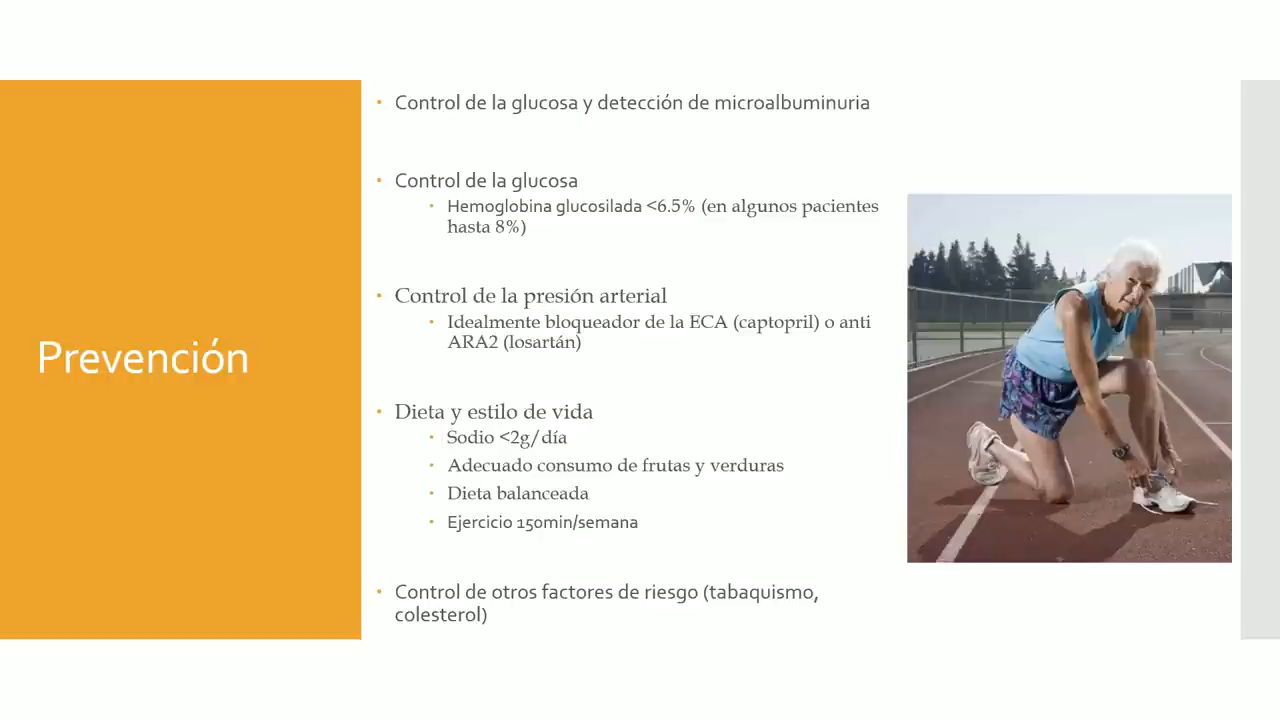 Prevención
• Control de la glucosa y detección de microalbuminuria
• Control de la glucosa
• Hemoglobina glucosilada <6.5% (en algunos pacientes
hasta 8%)
• Control de la presión arterial
• Idealmente bloqueador de la ECA (captopril) o anti
ARA2 (losartán)
• Dieta y estilo de vida
• Sodio <2g/día
• Adecuado consumo de frutas y verduras
• Dieta balanceada
• Ejercicio 150min/semana
• Control de otros factores de riesgo (tabaquismo,
colesterol)